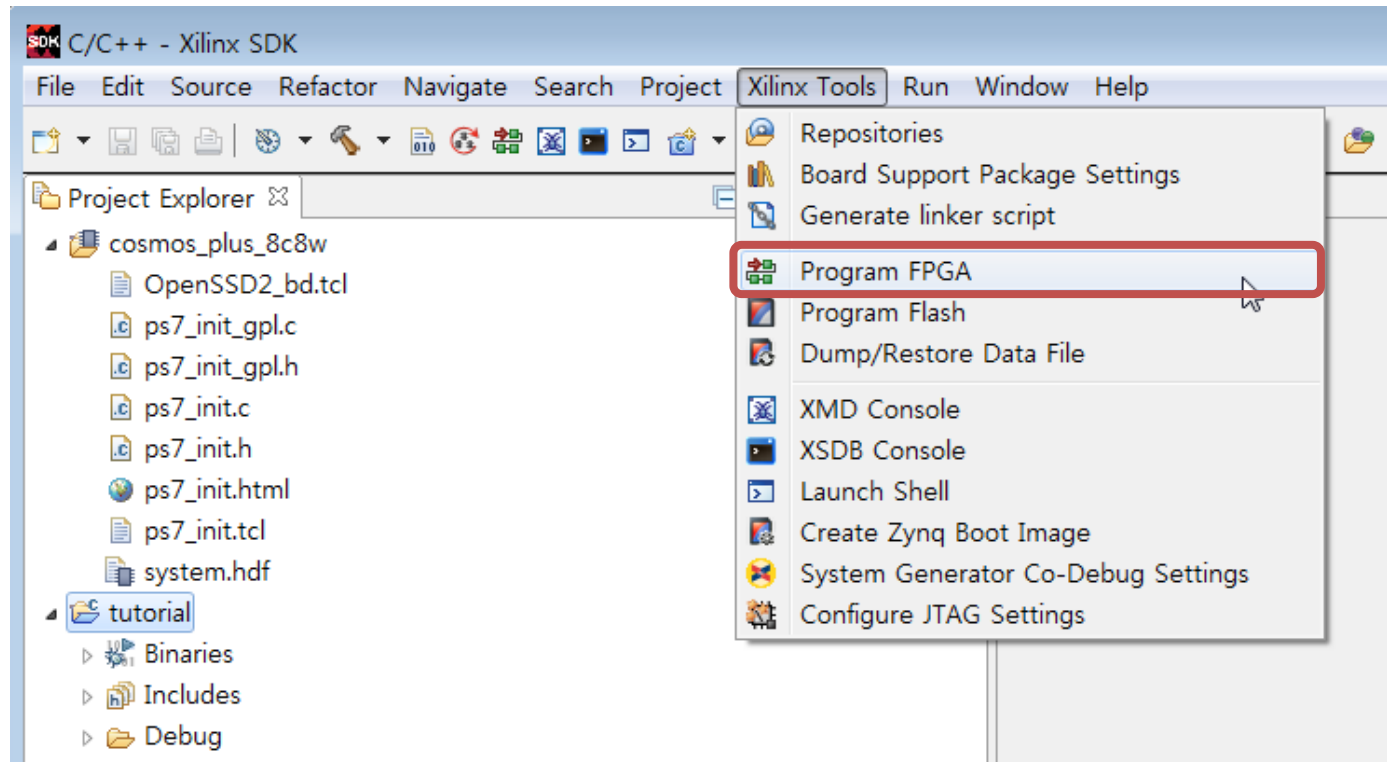 SDK C/C++ - Xilinx SDK
File Edit Source Refactor Navigate Search Project Xilinx Tools Run Window Help
Project Explorer
cosmos_plus_8c8w
OpenSSD2_bd.tcl
ps7_init_gpl.c
ps7_init_gpl.h
ps7_init.c
ps7_init.h
ps7_init.html
ps7_init.tcl
system.hdf
tutorial
Binaries
Includes
Debug
Repositories
Board Support Package Settings
Generate linker script
Program FPGA
Program Flash
Dump/Restore Data File
XMD Console
XSDB Console
Launch Shell
Create Zynq Boot Image
System Generator Co-Debug Settings
Configure JTAG Settings